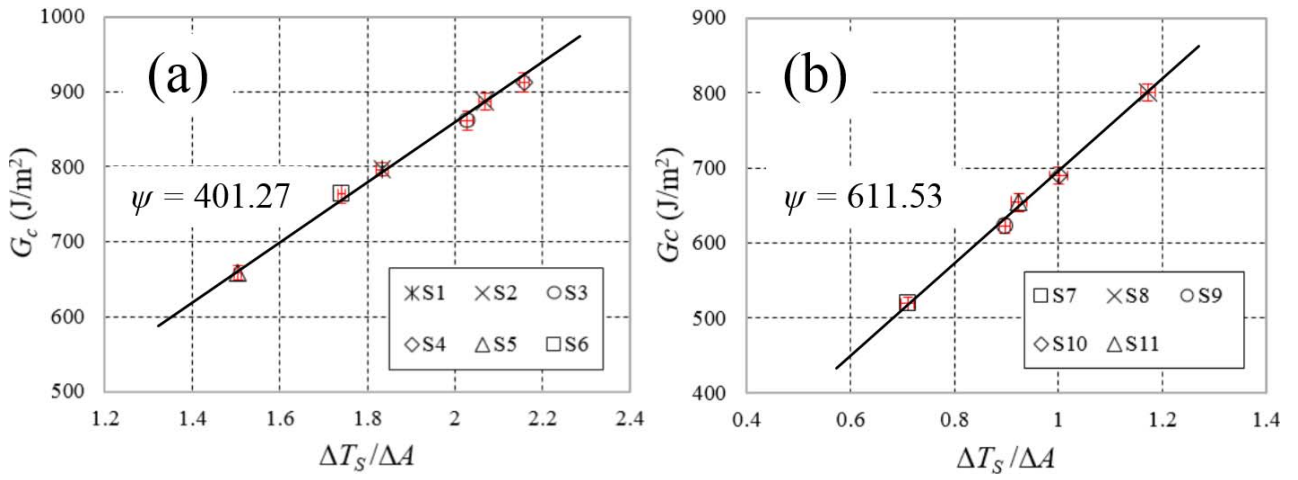 (a)
G_c (J/m²)
1000
900
800
700
600
500
ψ = 401.27
S1 S2 S3
S4 S5 S6
1.2 1.4 1.6 1.8 2 2.2 2.4
ΔT_S/ΔA
(b)
Gc (J/m²)
900
800
700
600
500
400
ψ = 611.53
S7 S8 S9
S10 S11
0.4 0.6 0.8 1 1.2 1.4
ΔT_S/ΔA